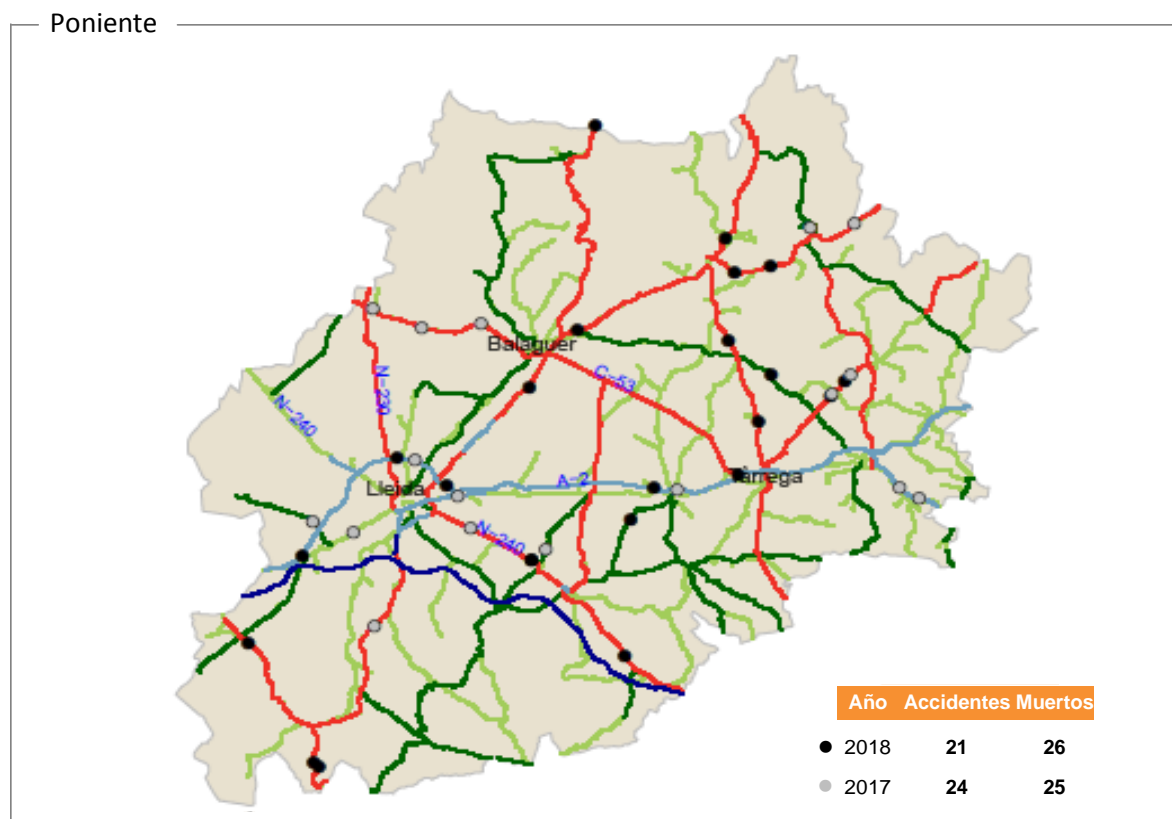 Poniente
Balaguer
C-53
N-230
N-240
Lleida
A-2
Tàrrega
N-240
Año Accidentes Muertos
2018 21 26
2017 24 25